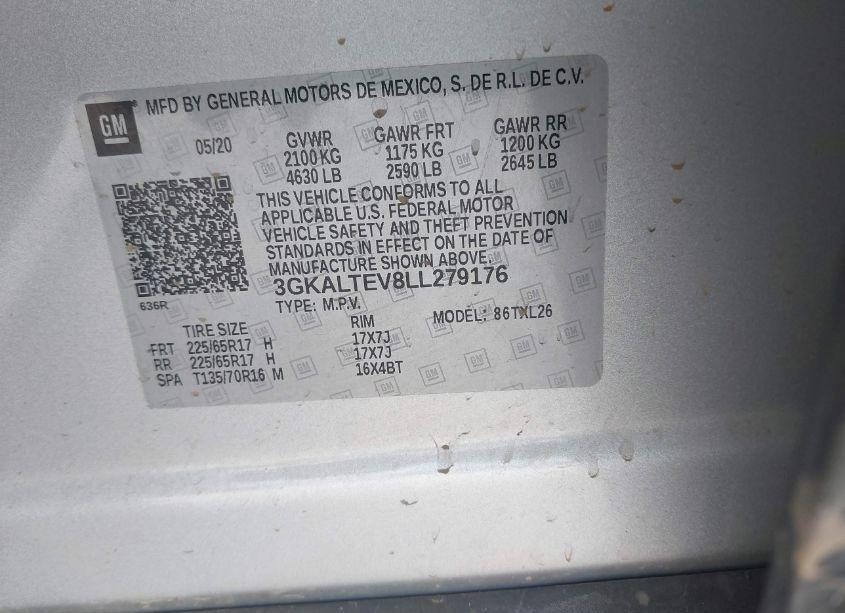 GM
MFD BY GENERAL MOTORS DE MEXICO, S. DE R.L. DE C.V.
05/20
GVWR GAWR FRT GAWR RR
2100 KG 1175 KG 1200 KG
4630 LB 2590 LB 2645 LB
THIS VEHICLE CONFORMS TO ALL
APPLICABLE U.S. FEDERAL MOTOR
VEHICLE SAFETY AND THEFT PREVENTION
STANDARDS IN EFFECT ON THE DATE OF
MANUFACTURE SHOWN ABOVE.
3GKALTEV8LL279176
636R
TYPE: M.P.V. MODEL: 86TXL26
TIRE SIZE RIM
FRT 225/65R17 H 17X7J
RR 225/65R17 H 17X7J
SPA T135/70R16 M 16X4BT